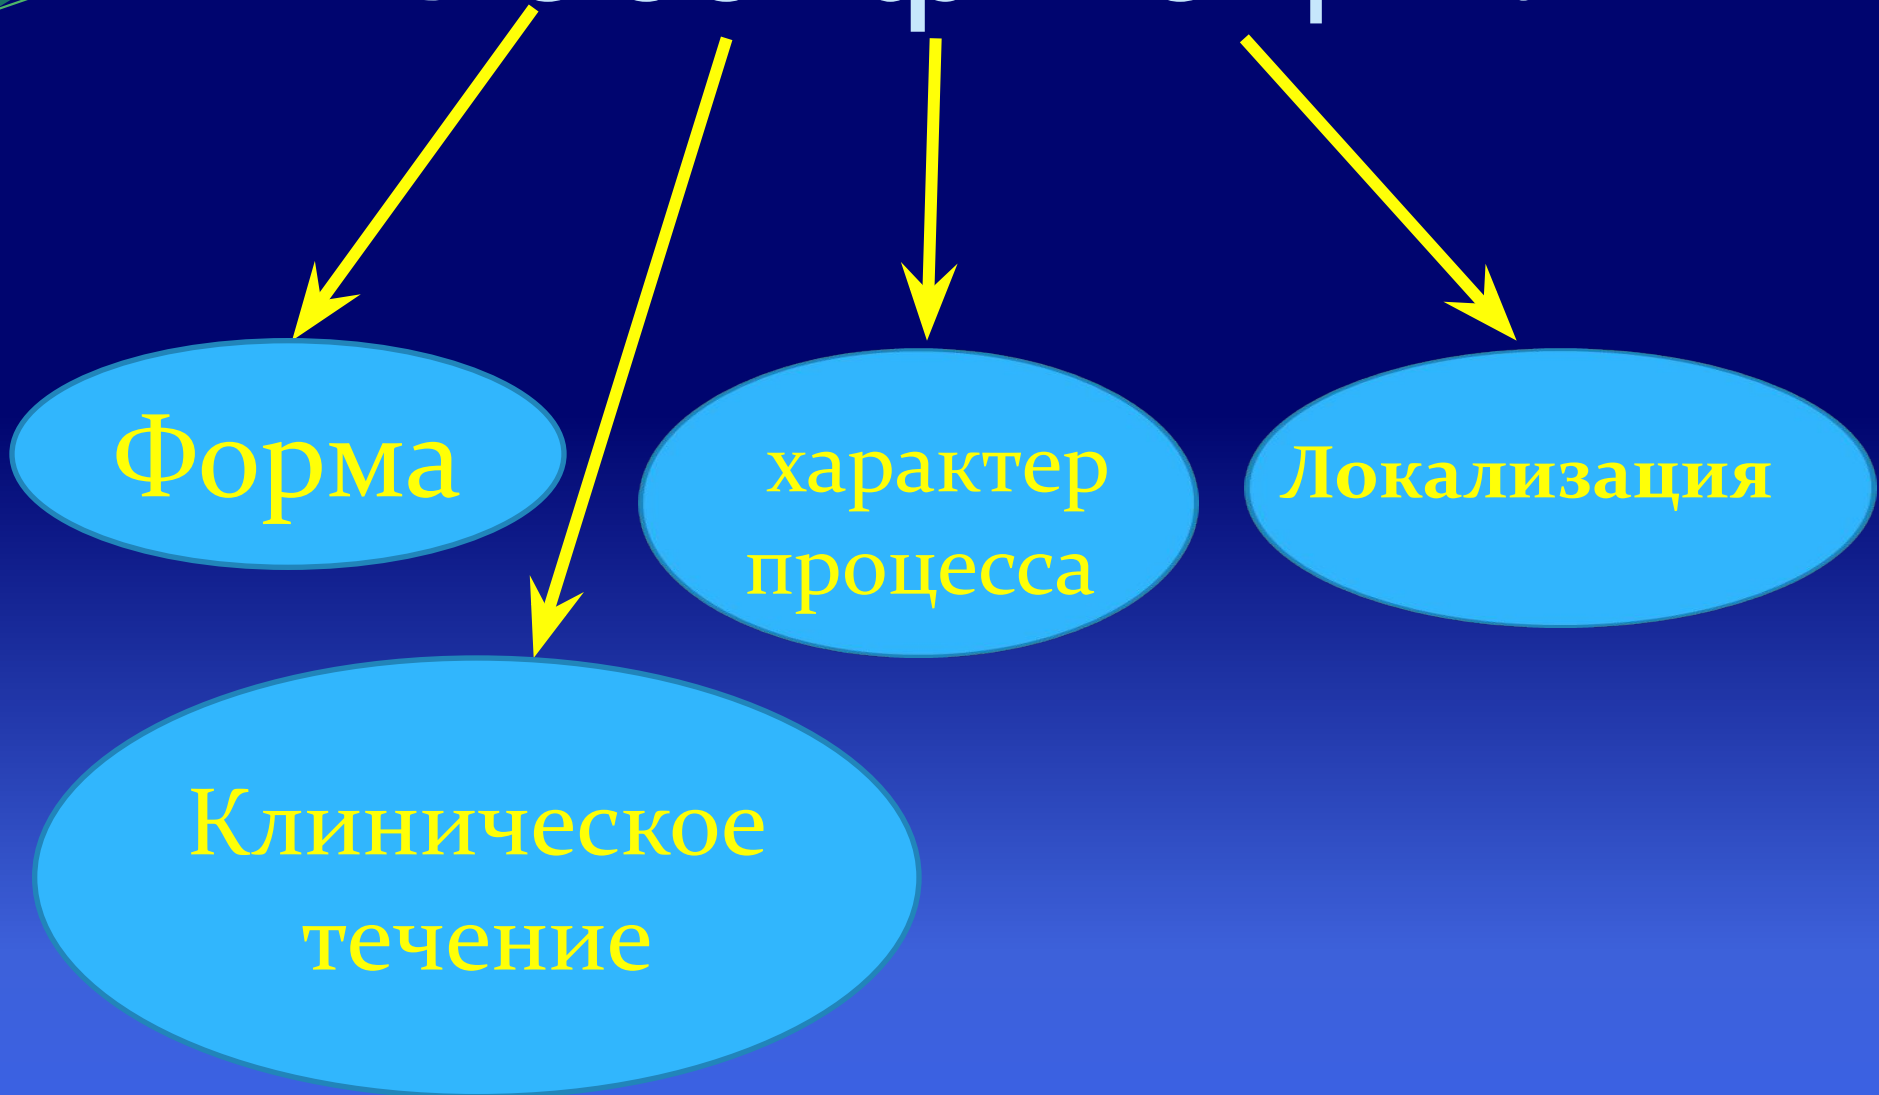 Форма
характер
процесса
Локализация
Клиническое
течение